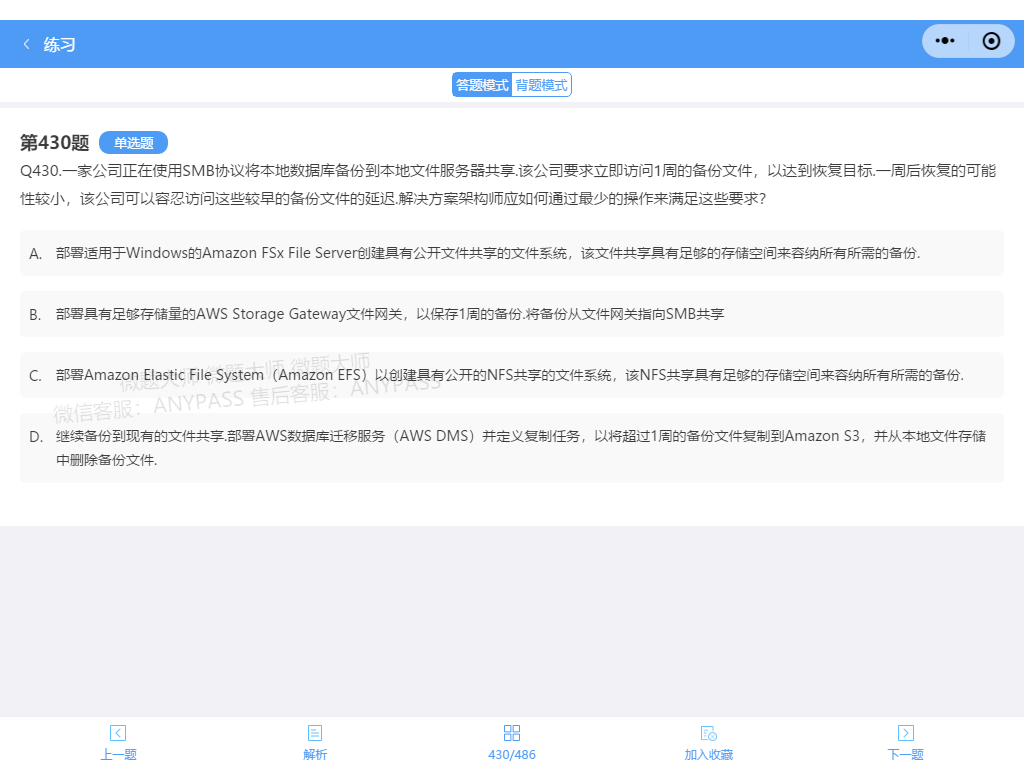 练习
答题模式 背题模式
第430题 单选题
Q430.一家公司正在使用SMB协议将本地数据库备份到本地文件服务器共享.该公司要求立即访问1周的备份文件，以达到恢复目标.一周后恢复的可能
性较小，该公司可以容忍访问这些较早的备份文件的延迟.解决方案架构师应如何通过最少的操作来满足这些要求？
A. 部署适用于Windows的Amazon FSx File Server创建具有公开文件共享的文件系统，该文件共享具有足够的存储空间来容纳所有所需的备份.
B. 部署具有足够存储量的AWS Storage Gateway文件网关，以保存1周的备份.将备份从文件网关指向SMB共享
微题大师 微题大师 微题大师
C. 部署Amazon Elastic File System（Amazon EFS）以创建具有公开的NFS共享的文件系统，该NFS共享具有足够的存储空间来容纳所有所需的备份.
微信客服：ANYPASS 售后客服：ANYPASS
D. 继续备份到现有的文件共享.部署AWS数据库迁移服务（AWS DMS）并定义复制任务，以将超过1周的备份文件复制到Amazon S3，并从本地文件存储
中删除备份文件.
上一题 解析 430/486 加入收藏 下一题